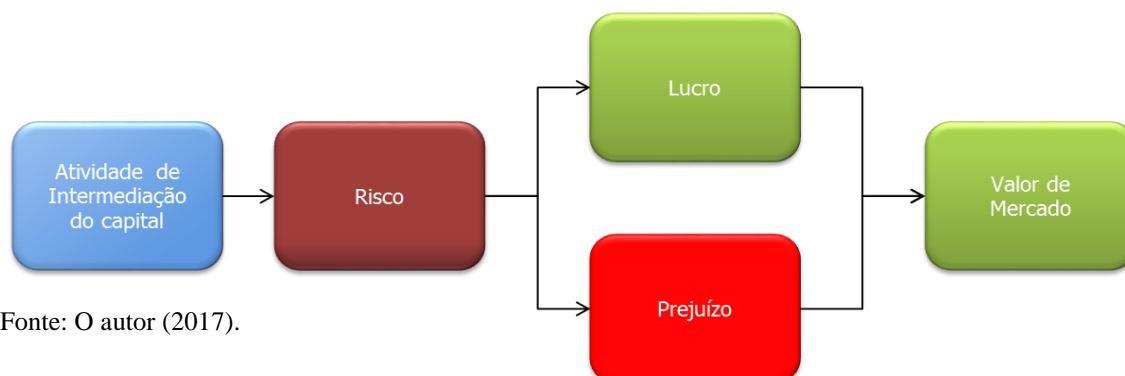 Atividade de
Intermediação
do capital
Risco
Lucro
Prejuízo
Valor de
Mercado
Fonte: O autor (2017).